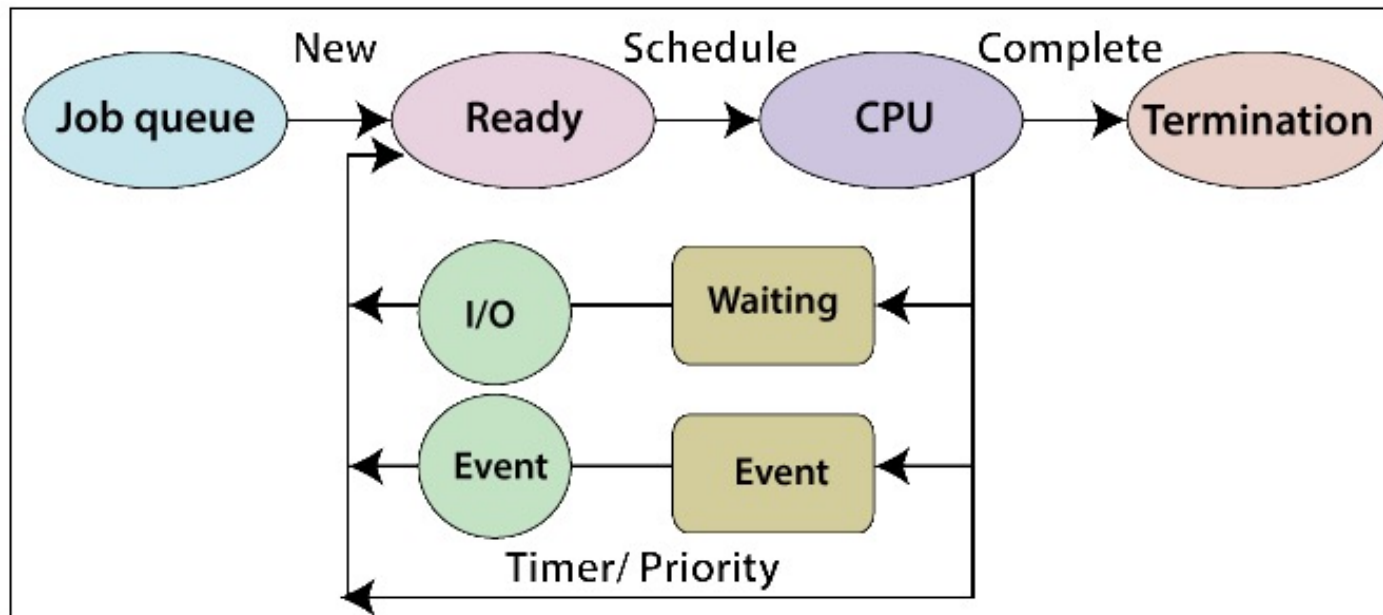 New Schedule Complete
Job queue Ready CPU Termination
I/O Waiting
Event Event
Timer/ Priority